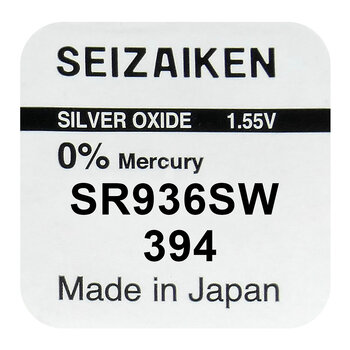 SEIZAIKEN
SILVER OXIDE 1.55V
0% Mercury
SR936SW
394
Made in Japan